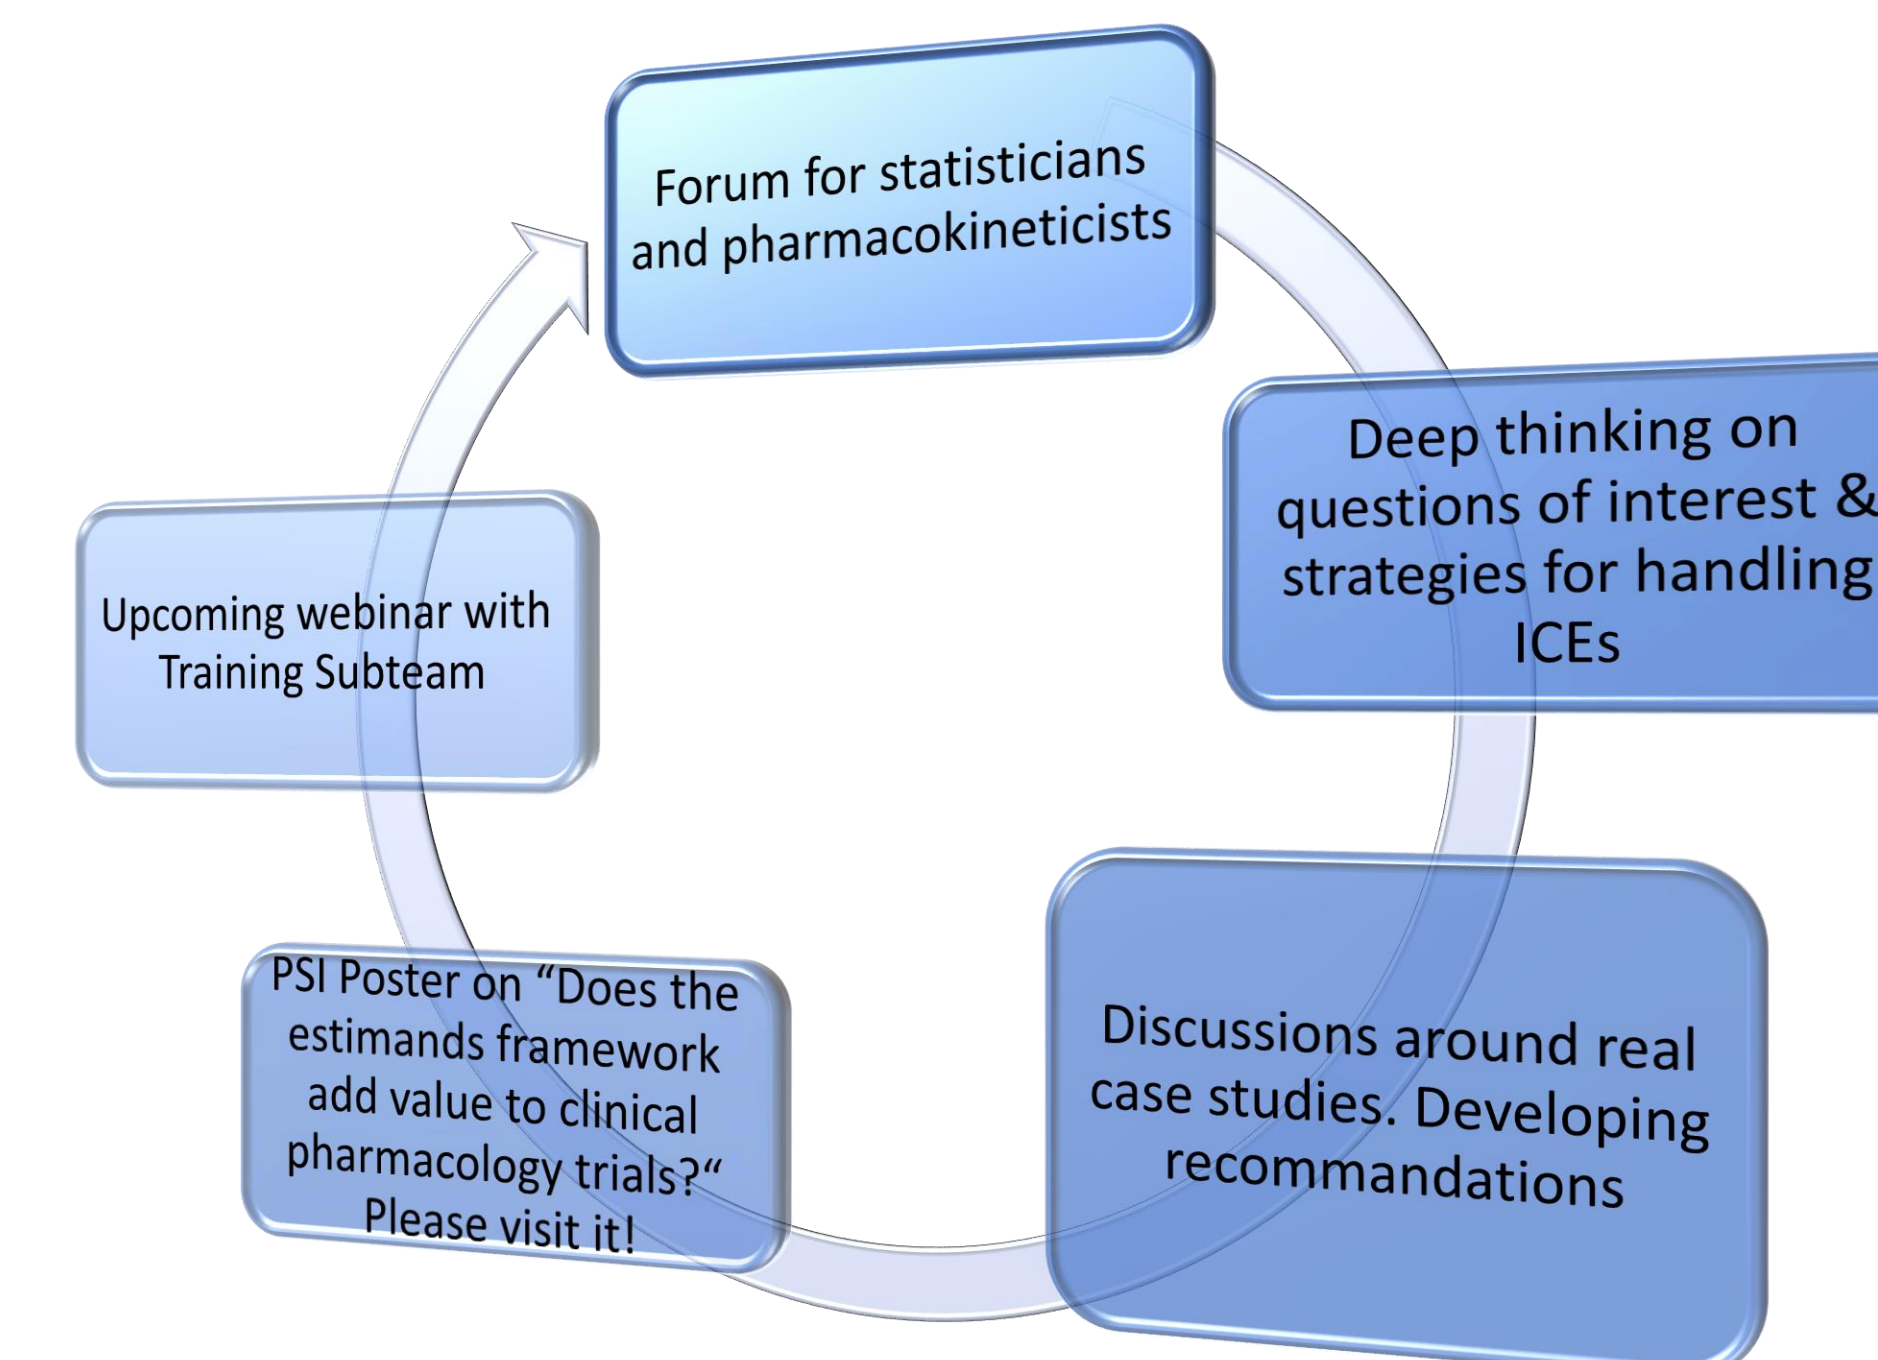 Forum for statisticians
and pharmacokineticists
Deep thinking on
questions of interest &
strategies for handling
ICEs
Discussions around real
case studies. Developing
recommandations
PSI Poster on “Does the
estimands framework
add value to clinical
pharmacology trials?“
Please visit it!
Upcoming webinar with
Training Subteam